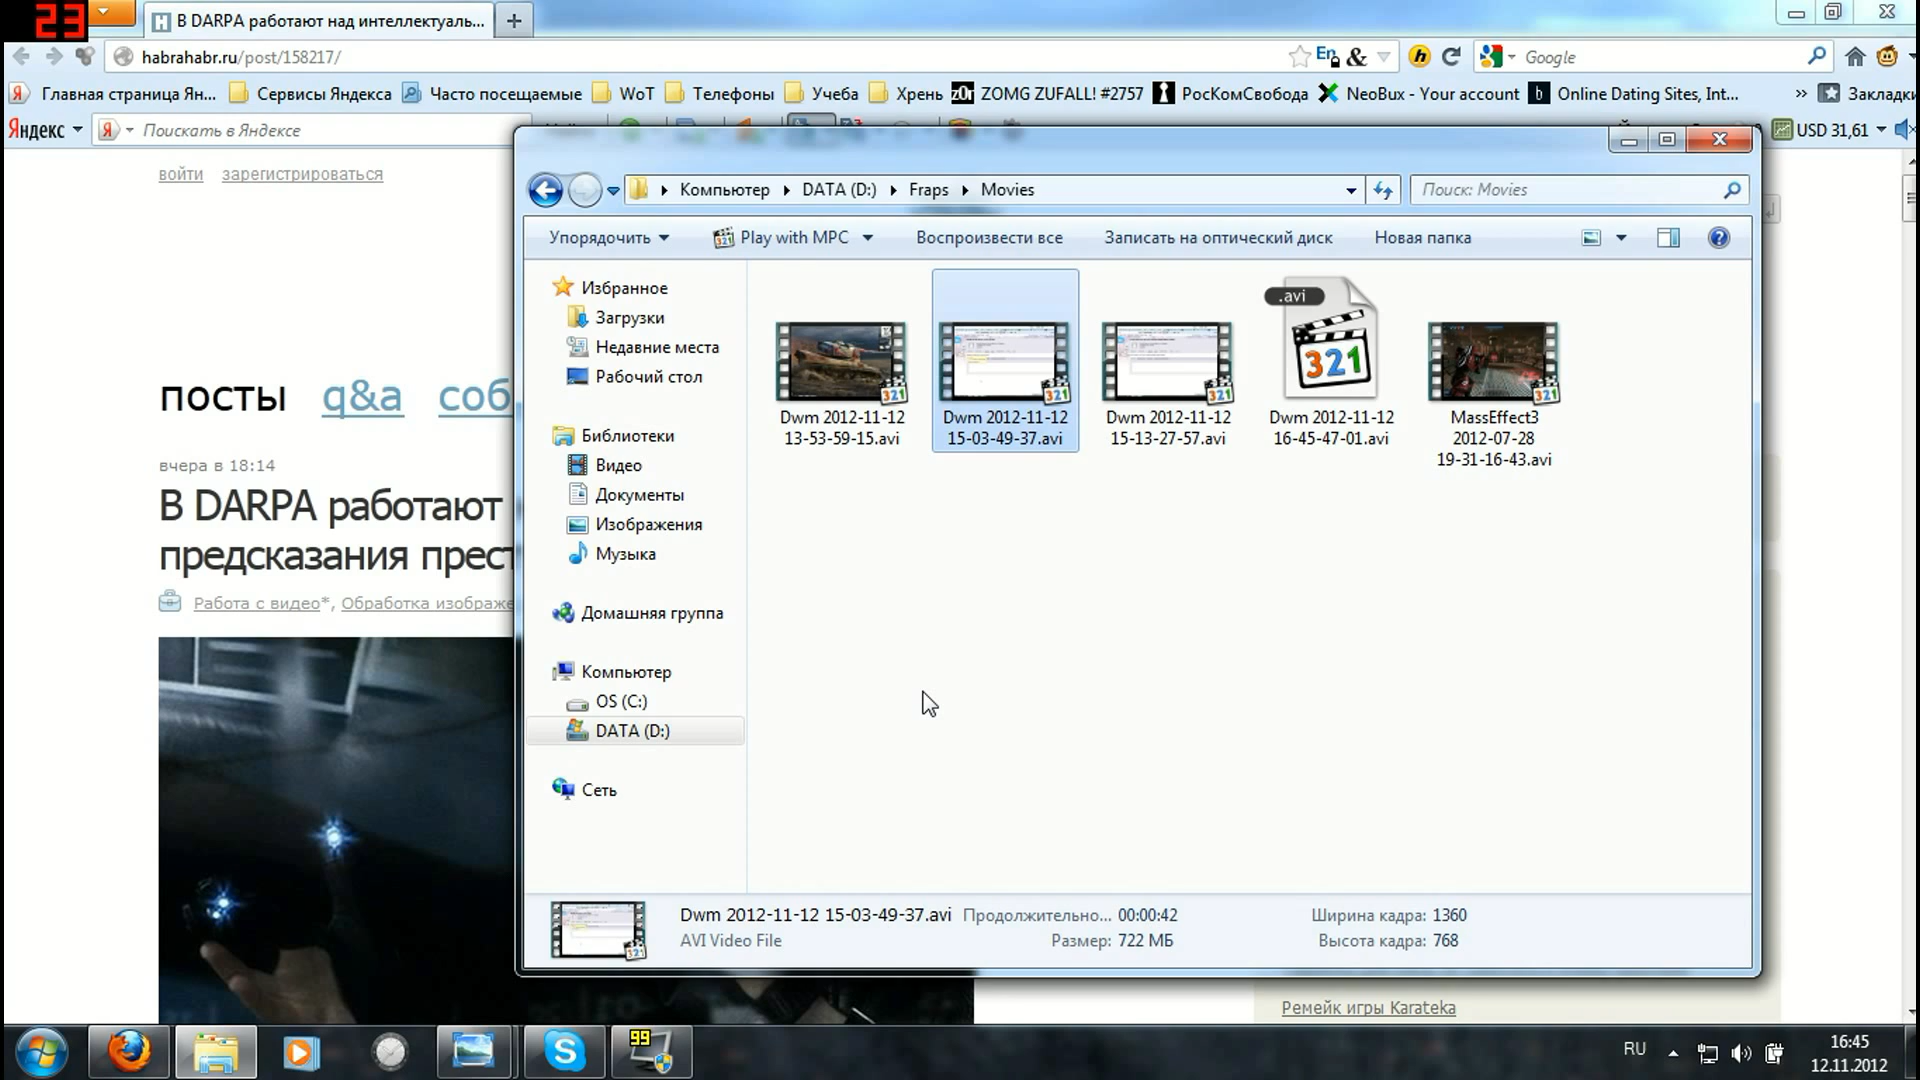 23
В DARPA работают над интеллектуаль...
habrahabr.ru/post/158217/
Google
Главная страница Ян...
Сервисы Яндекса
Часто посещаемые
WoT
Телефоны
Учеба
Хрень
ZOMG ZUFALL! #2757
РосКомСвобода
NeoBux - Your account
Online Dating Sites, Int...
Закладки
Яндекс
Поискать в Яндексе
USD 31,61
войти
зарегистрироваться
посты
q&a
соб
вчера в 18:14
В DARPA работают
предсказания прест
Работа с видео*, Обработка изображе
Компьютер
DATA (D:)
Fraps
Movies
Поиск: Movies
Упорядочить
Play with MPC
Воспроизвести все
Записать на оптический диск
Новая папка
Избранное
Загрузки
Недавние места
Рабочий стол
Библиотеки
Видео
Документы
Изображения
Музыка
Домашняя группа
Компьютер
OS (C:)
DATA (D:)
Сеть
Dwm 2012-11-12
13-53-59-15.avi
Dwm 2012-11-12
15-03-49-37.avi
Dwm 2012-11-12
15-13-27-57.avi
.avi
321
Dwm 2012-11-12
16-45-47-01.avi
MassEffect3
2012-07-28
19-31-16-43.avi
Dwm 2012-11-12 15-03-49-37.avi
AVI Video File
Продолжительно... 00:00:42
Размер: 722 МБ
Ширина кадра: 1360
Высота кадра: 768
Ремейк игры Karateka
99
RU
16:45
12.11.2012